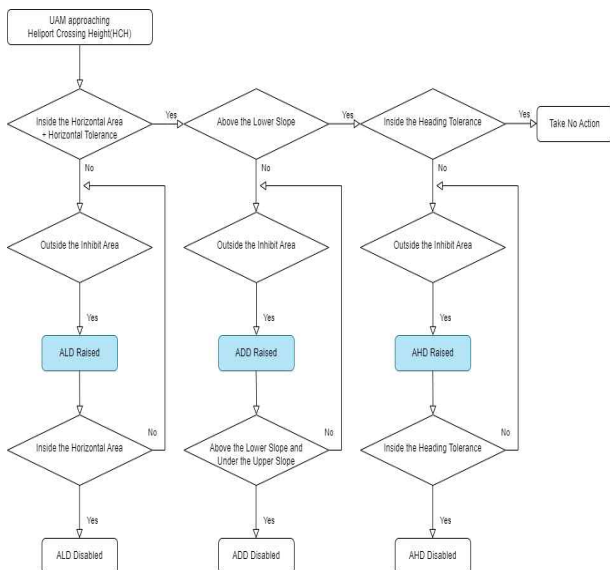 UAM approaching
Heliport Crossing Height(HCH)
Inside the Horizontal Area
+ Horizontal Tolerance
Yes
Above the Lower Slope
Yes
Inside the Heading Tolerance
Yes
Take No Action
No
No
No
Outside the Inhibit Area
Outside the Inhibit Area
Outside the Inhibit Area
Yes
Yes
Yes
ALD Raised
ADD Raised
AHD Raised
Inside the Horizontal Area
No
Above the Lower Slope and
Under the Upper Slope
No
Inside the Heading Tolerance
No
Yes
Yes
Yes
ALD Disabled
ADD Disabled
AHD Disabled